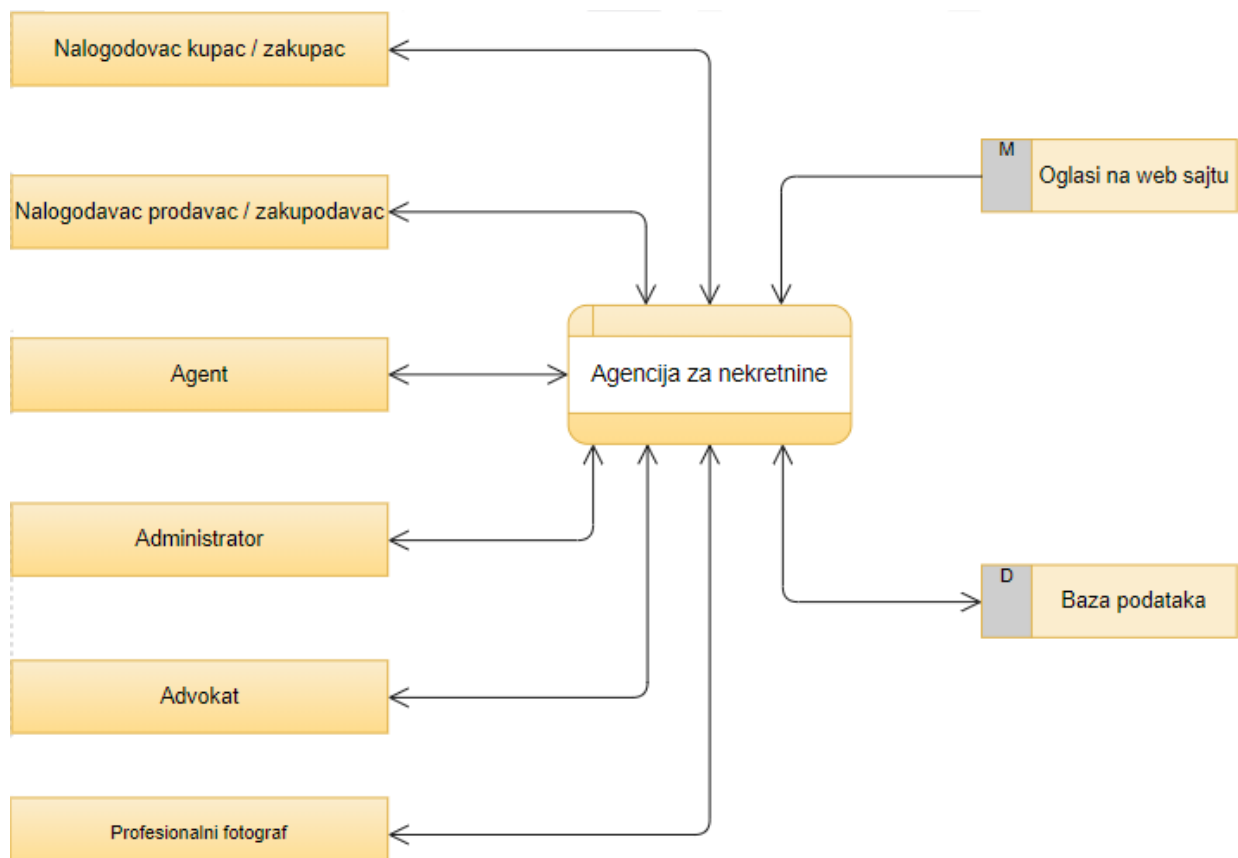 Nalogodovac kupac / zakupac
Nalogodavac prodavac / zakupodavac
Agent
Administrator
Advokat
Profesionalni fotograf
Agencija za nekretnine
M
Oglasi na web sajtu
D
Baza podataka